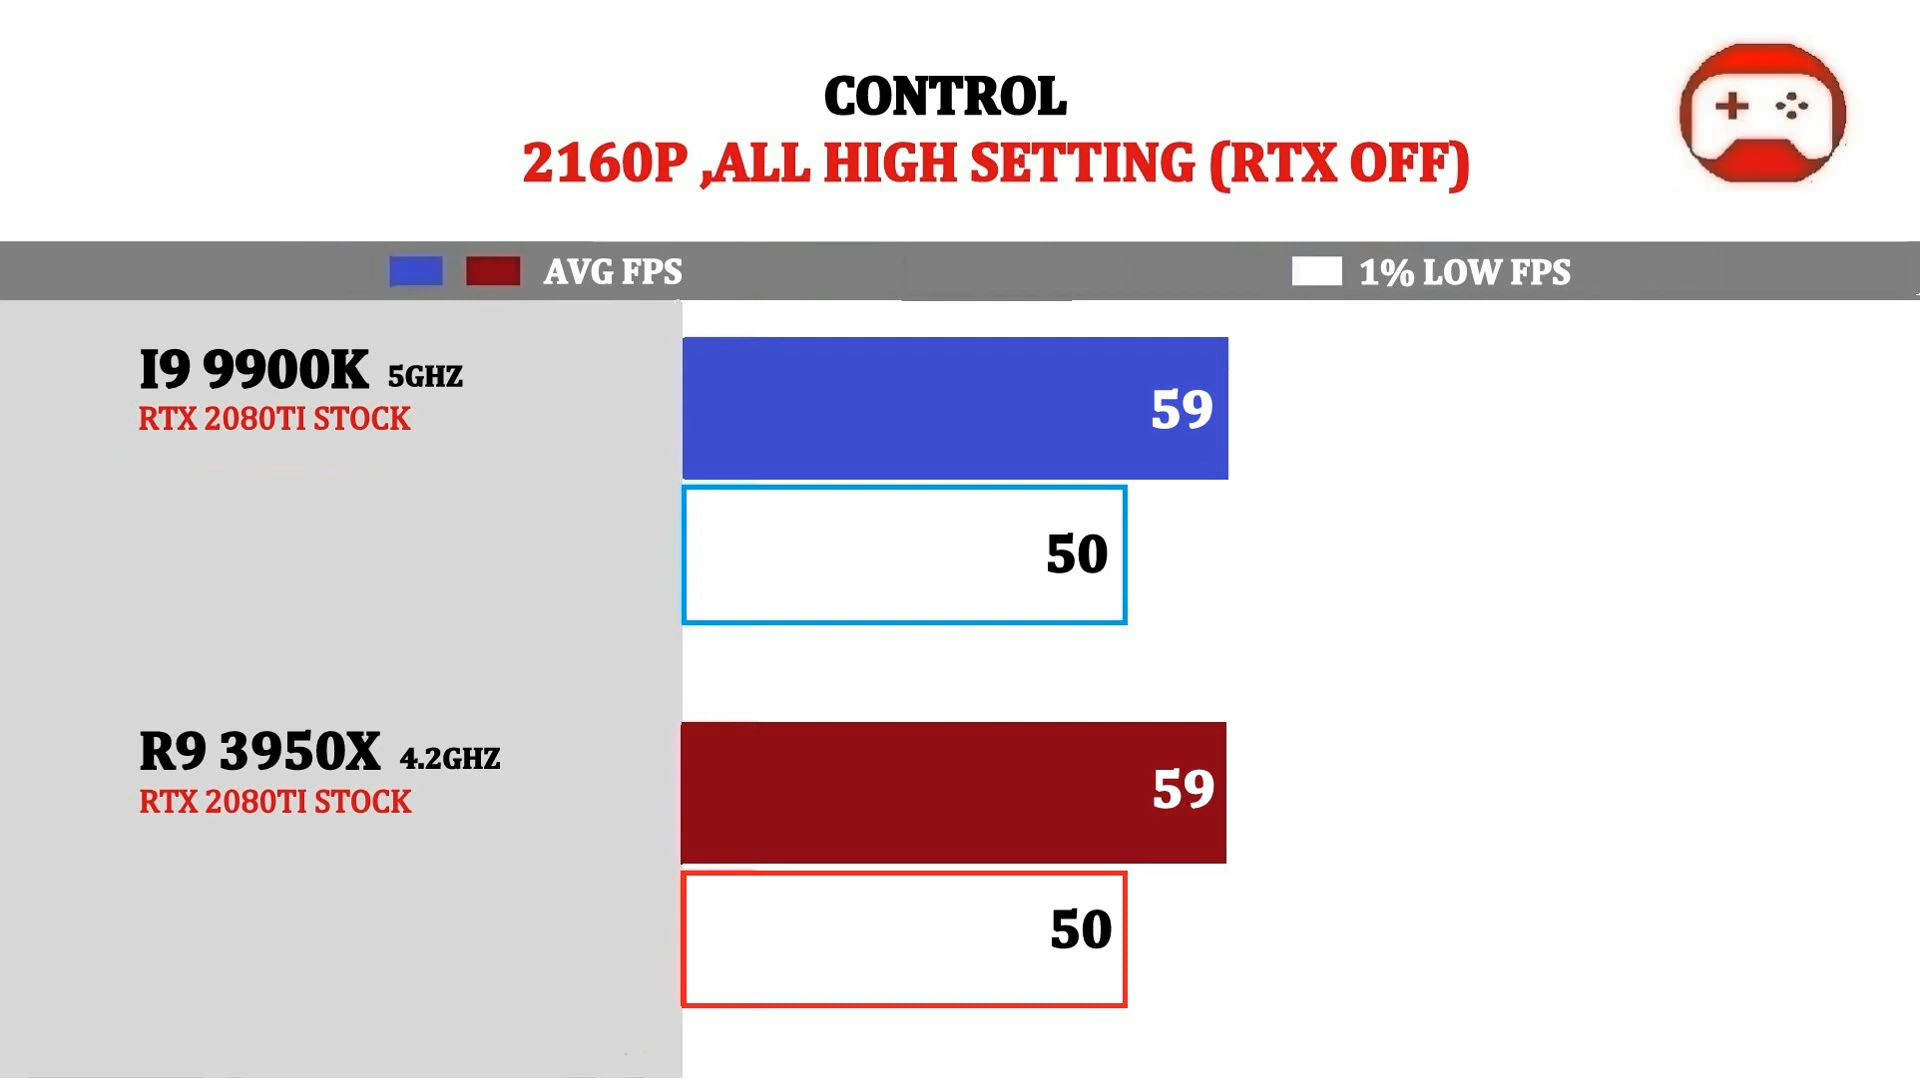 CONTROL
2160P ,ALL HIGH SETTING (RTX OFF)
AVG FPS
1% LOW FPS
I9 9900K 5GHZ
RTX 2080TI STOCK
59
50
R9 3950X 4.2GHZ
RTX 2080TI STOCK
59
50